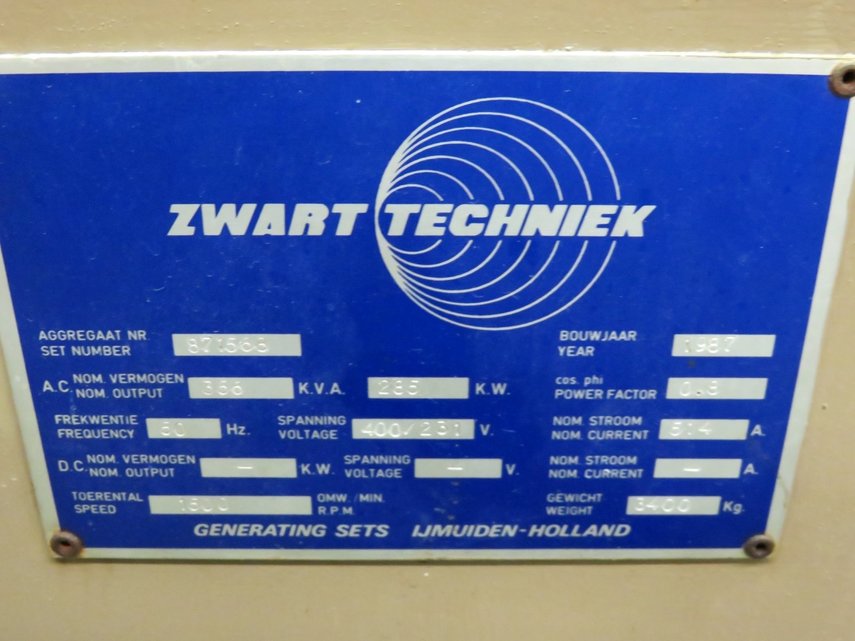 ZWART TECHNIEK
AGGREGAAT NR.
SET NUMBER
BOUWJAAR
YEAR 1987
A.C. NOM. VERMOGEN
NOM. OUTPUT 356 K.V.A. 285 K.W.
cos. phi
POWER FACTOR 0.8
FREKWENTIE
FREQUENCY 50 Hz.
SPANNING
VOLTAGE 400/231 V.
NOM. STROOM
NOM. CURRENT 514 A.
D.C. NOM. VERMOGEN
NOM. OUTPUT – K.W.
SPANNING
VOLTAGE – V.
NOM. STROOM
NOM. CURRENT – A.
TOERENTAL
SPEED 1500
OMW./MIN.
R.P.M.
GEWICHT
WEIGHT 3400 Kg.
GENERATING SETS IJMUIDEN-HOLLAND